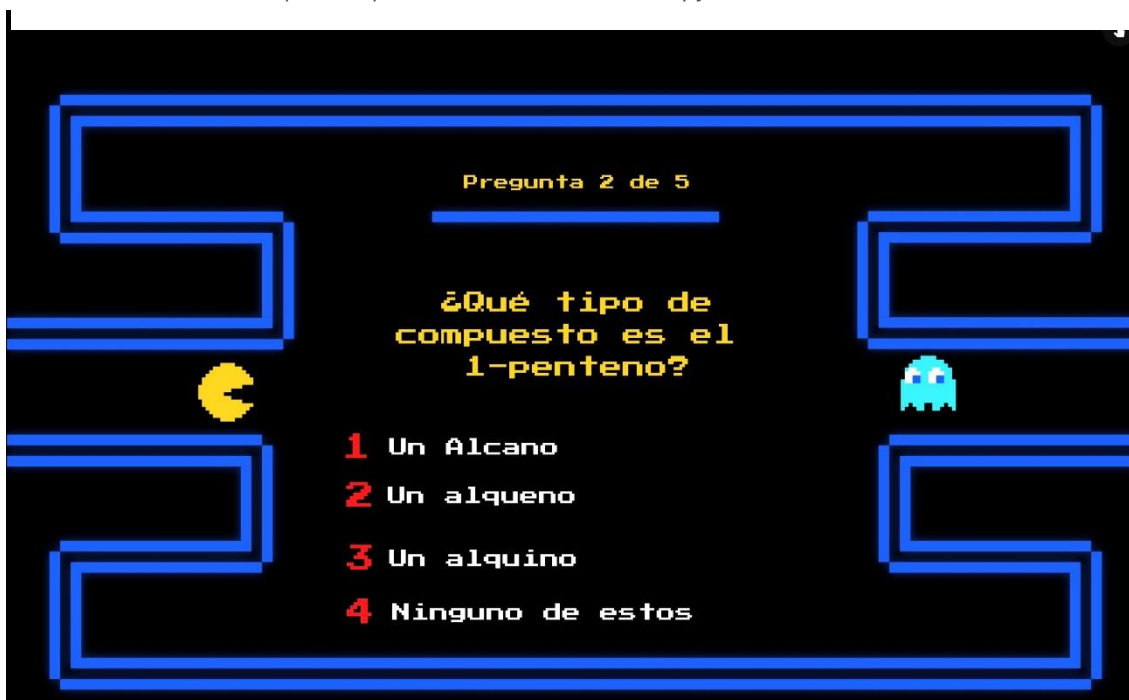 Pregunta 2 de 5
¿Qué tipo de
compuesto es el
1-penteno?
1 Un Alcano
2 Un alqueno
3 Un alquino
4 Ninguno de estos